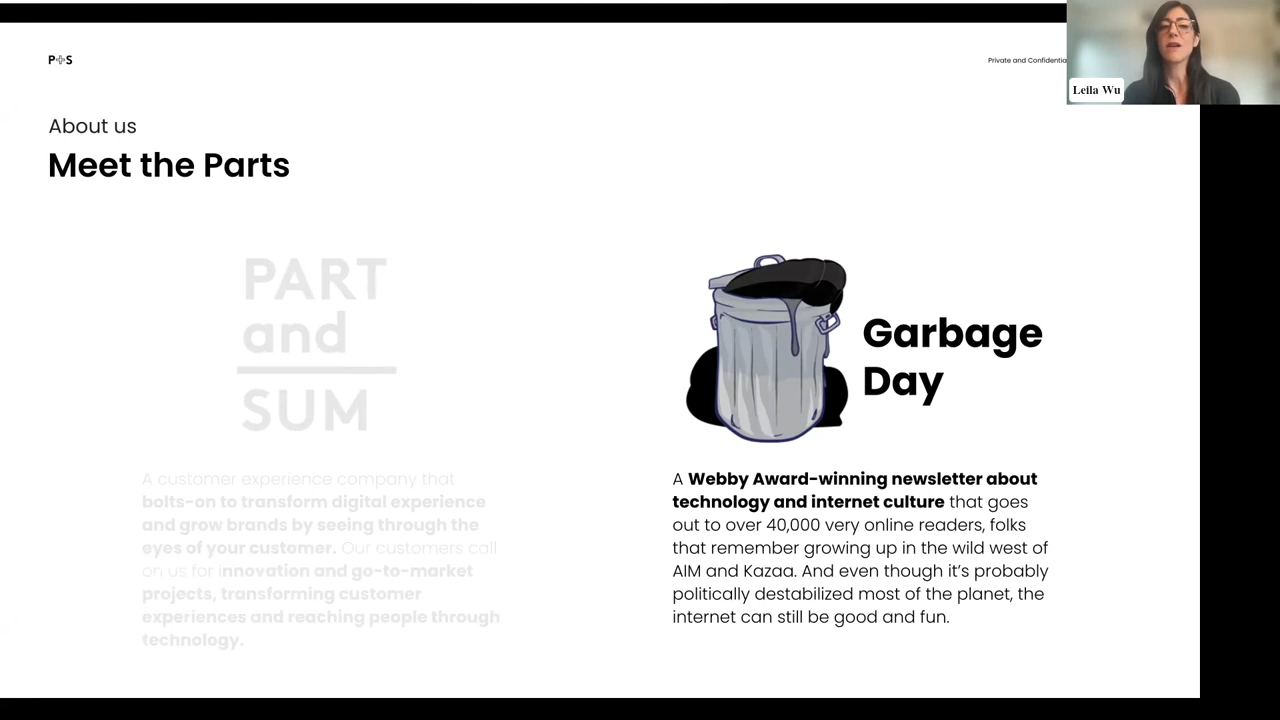 P+S
Private and Confidentia
Leila Wu
About us
Meet the Parts
PART
and
SUM
A customer experience company that
bolts-on to transform digital experience
and grow brands by seeing through the
eyes of your customer. Our customers call
on us for innovation and go-to-market
projects, transforming customer
experiences and reaching people through
technology.
Garbage
Day
A Webby Award-winning newsletter about
technology and internet culture that goes
out to over 40,000 very online readers, folks
that remember growing up in the wild west of
AIM and Kazaa. And even though it’s probably
politically destabilized most of the planet, the
internet can still be good and fun.